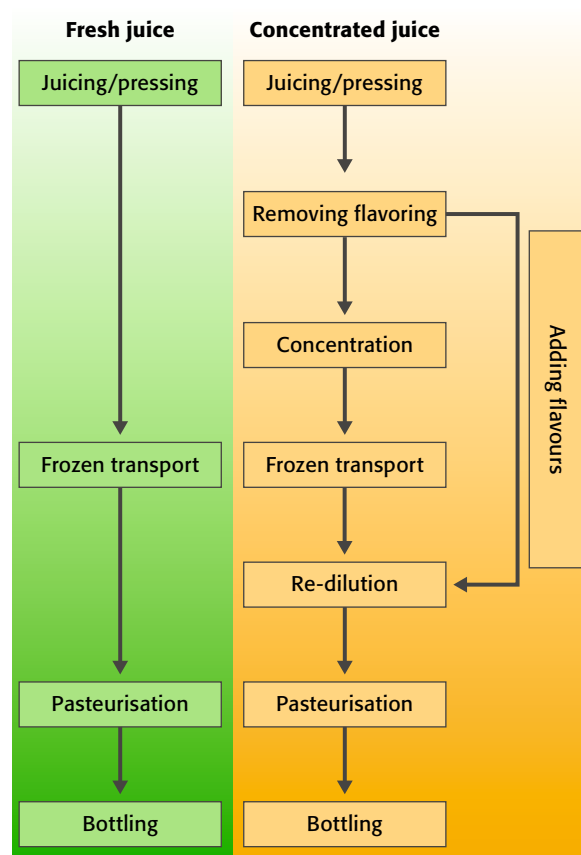 Fresh juice
Juicing/pressing
Frozen transport
Pasteurisation
Bottling
Concentrated juice
Juicing/pressing
Removing flavoring
Concentration
Frozen transport
Re-dilution
Pasteurisation
Bottling
Adding flavours